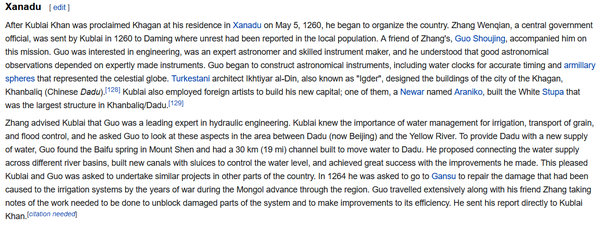 Xanadu [ edit ]
After Kublai Khan was proclaimed Khagan at his residence in Xanadu on May 5, 1260, he began to organize the country. Zhang Wenqian, a central government
official, was sent by Kublai in 1260 to Daming where unrest had been reported in the local population. A friend of Zhang's, Guo Shoujing, accompanied him on
this mission. Guo was interested in engineering, was an expert astronomer and skilled instrument maker, and he understood that good astronomical
observations depended on expertly made instruments. Guo began to construct astronomical instruments, including water clocks for accurate timing and armillary
spheres that represented the celestial globe. Turkestani architect Ikhtiyar al-Din, also known as "Igder", designed the buildings of the city of the Khagan,
Khanbaliq (Chinese Dadu).[128] Kublai also employed foreign artists to build his new capital; one of them, a Newar named Araniko, built the White Stupa that
was the largest structure in Khanbaliq/Dadu.[129]
Zhang advised Kublai that Guo was a leading expert in hydraulic engineering. Kublai knew the importance of water management for irrigation, transport of grain,
and flood control, and he asked Guo to look at these aspects in the area between Dadu (now Beijing) and the Yellow River. To provide Dadu with a new supply
of water, Guo found the Baifu spring in Mount Shen and had a 30 km (19 mi) channel built to move water to Dadu. He proposed connecting the water supply
across different river basins, built new canals with sluices to control the water level, and achieved great success with the improvements he made. This pleased
Kublai and Guo was asked to undertake similar projects in other parts of the country. In 1264 he was asked to go to Gansu to repair the damage that had been
caused to the irrigation systems by the years of war during the Mongol advance through the region. Guo travelled extensively along with his friend Zhang taking
notes of the work needed to be done to unblock damaged parts of the system and to make improvements to its efficiency. He sent his report directly to Kublai
Khan.[citation needed]